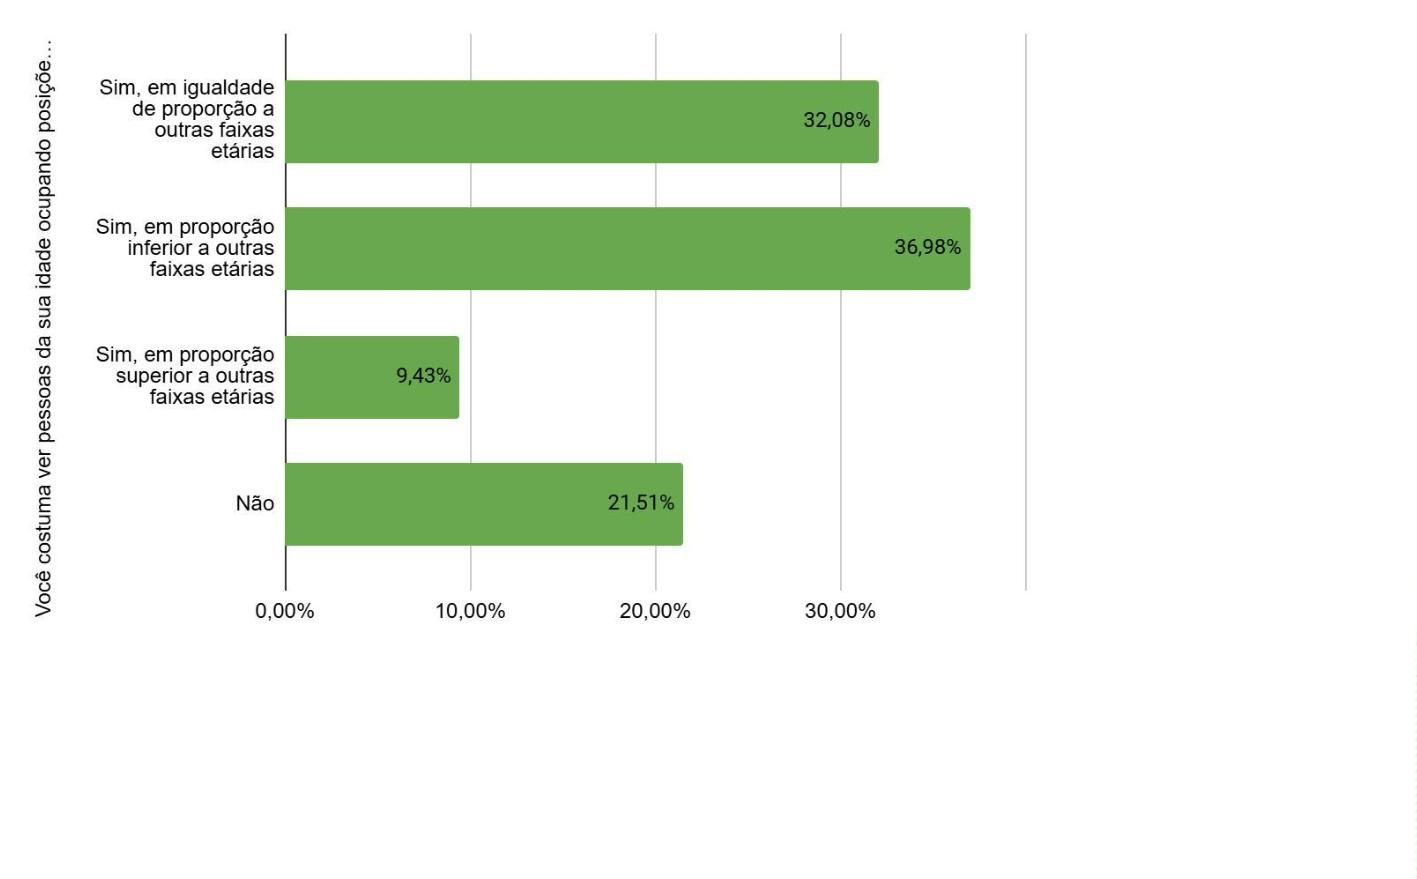 Você costuma ver pessoas da sua idade ocupando posiçõe…
Sim, em igualdade
de proporção a
outras faixas
etárias
32,08%
Sim, em proporção
inferior a outras
faixas etárias
36,98%
Sim, em proporção
superior a outras
faixas etárias
9,43%
Não
21,51%
0,00% 10,00% 20,00% 30,00%